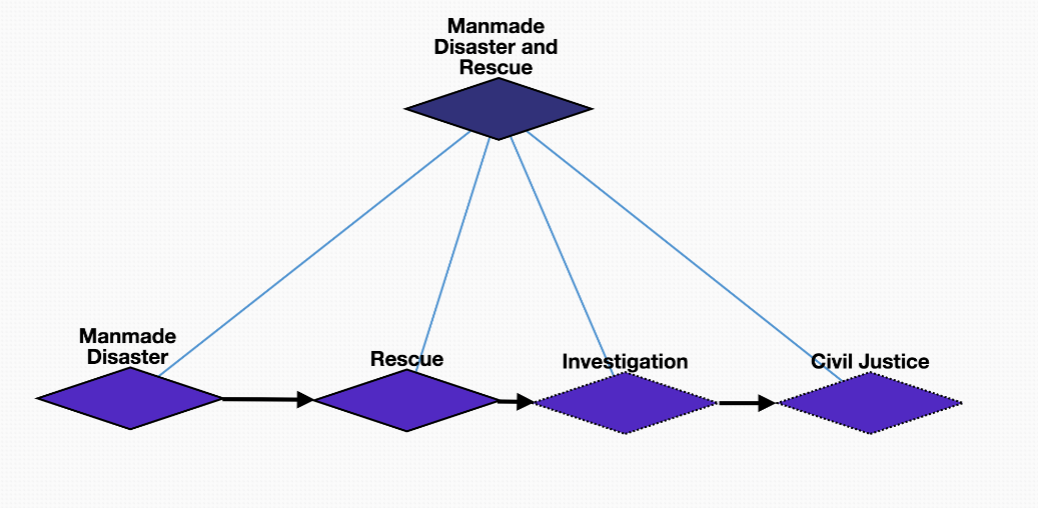 Manmade
Disaster and
Rescue
Manmade
Disaster
Rescue
Investigation
Civil Justice